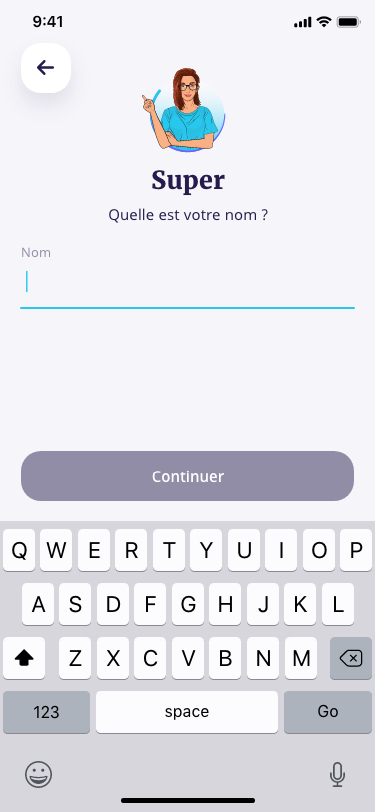 9:41
Super
Quelle est votre nom ?
Nom
Continuer
Q W E R T Y U I O P
A S D F G H J K L
Z X C V B N M
123 space Go